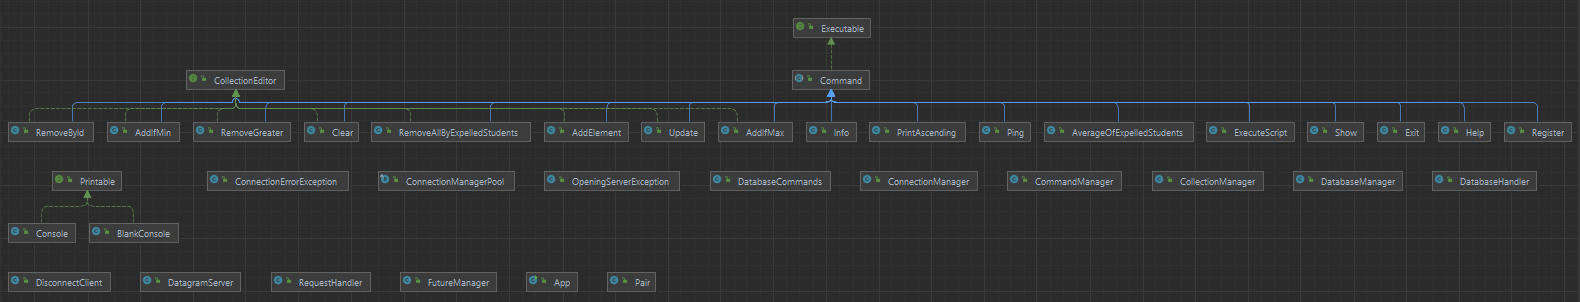 Executable
CollectionEditor
Command
RemoveById
AddIfMin
RemoveGreater
Clear
RemoveAllByExpelledStudents
AddElement
Update
AddIfMax
Info
PrintAscending
Ping
AverageOfExpelledStudents
ExecuteScript
Show
Exit
Help
Register
Printable
ConnectionErrorException
ConnectionManagerPool
OpeningServerException
DatabaseCommands
ConnectionManager
CommandManager
CollectionManager
DatabaseManager
DatabaseHandler
Console
BlankConsole
DisconnectClient
DatagramServer
RequestHandler
FutureManager
App
Pair